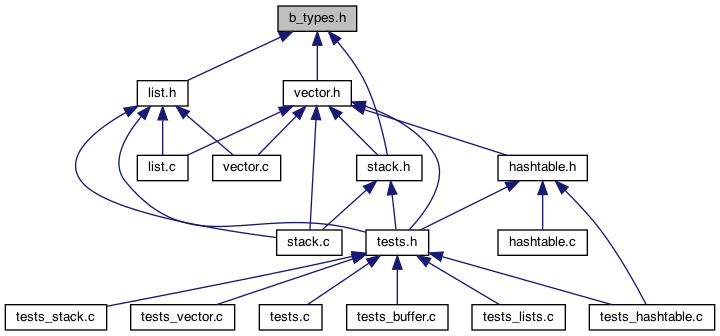 b_types.h
list.h
vector.h
list.c
vector.c
stack.h
hashtable.h
stack.c
tests.h
hashtable.c
tests_stack.c
tests_vector.c
tests.c
tests_buffer.c
tests_lists.c
tests_hashtable.c